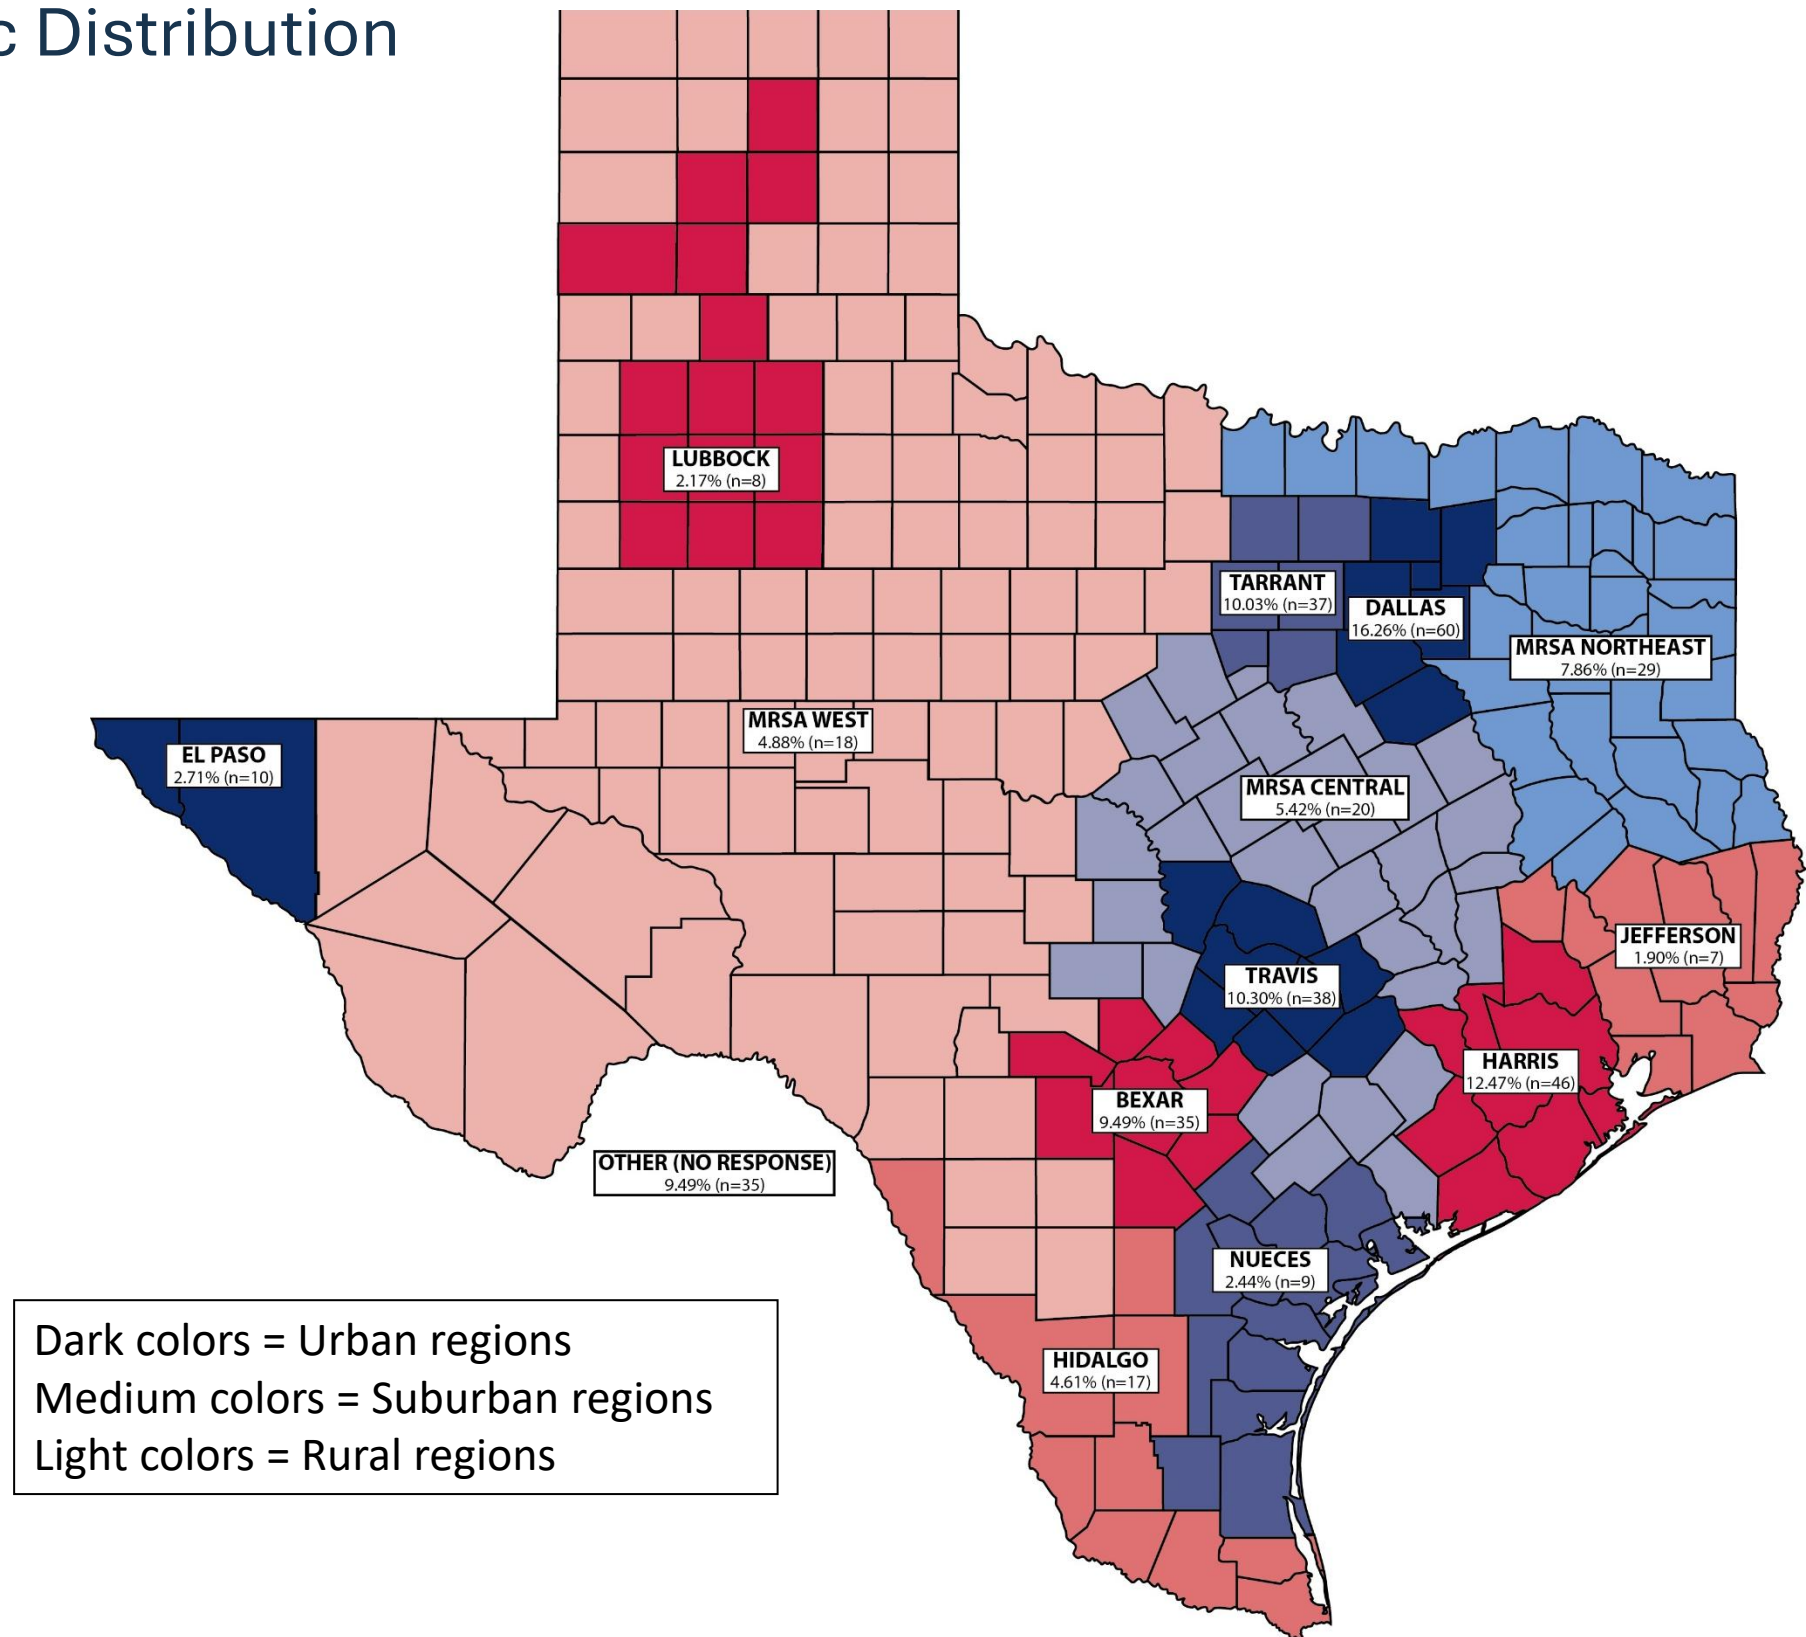 c Distribution
LUBBOCK
2.17% (n=8)
TARRANT
10.03% (n=37)
DALLAS
16.26% (n=60)
MRSA NORTHEAST
7.86% (n=29)
MRSA WEST
4.88% (n=18)
EL PASO
2.71% (n=10)
MRSA CENTRAL
5.42% (n=20)
JEFFERSON
1.90% (n=7)
TRAVIS
10.30% (n=38)
HARRIS
12.47% (n=46)
BEXAR
9.49% (n=35)
OTHER (NO RESPONSE)
9.49% (n=35)
NUECES
2.44% (n=9)
HIDALGO
4.61% (n=17)
Dark colors = Urban regions
Medium colors = Suburban regions
Light colors = Rural regions